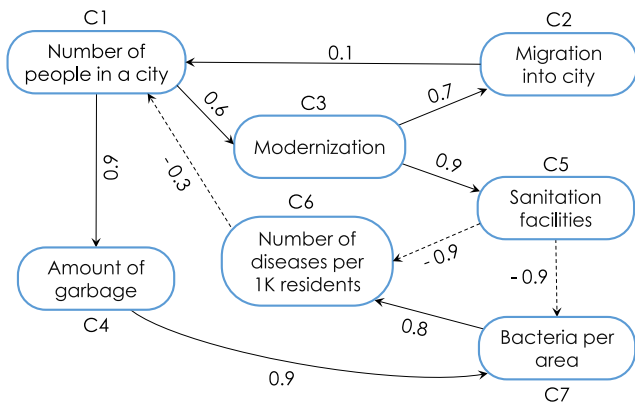 C1
Number of
people in a city
C2
Migration
into city
0.1
0.6
0.7
C3
Modernization
0.9
0.9
- 0.3
C5
Sanitation
facilities
C6
Number of
diseases per
1K residents
- 0.9
- 0.9
Amount of
garbage
C4
0.8
Bacteria per
area
C7
0.9